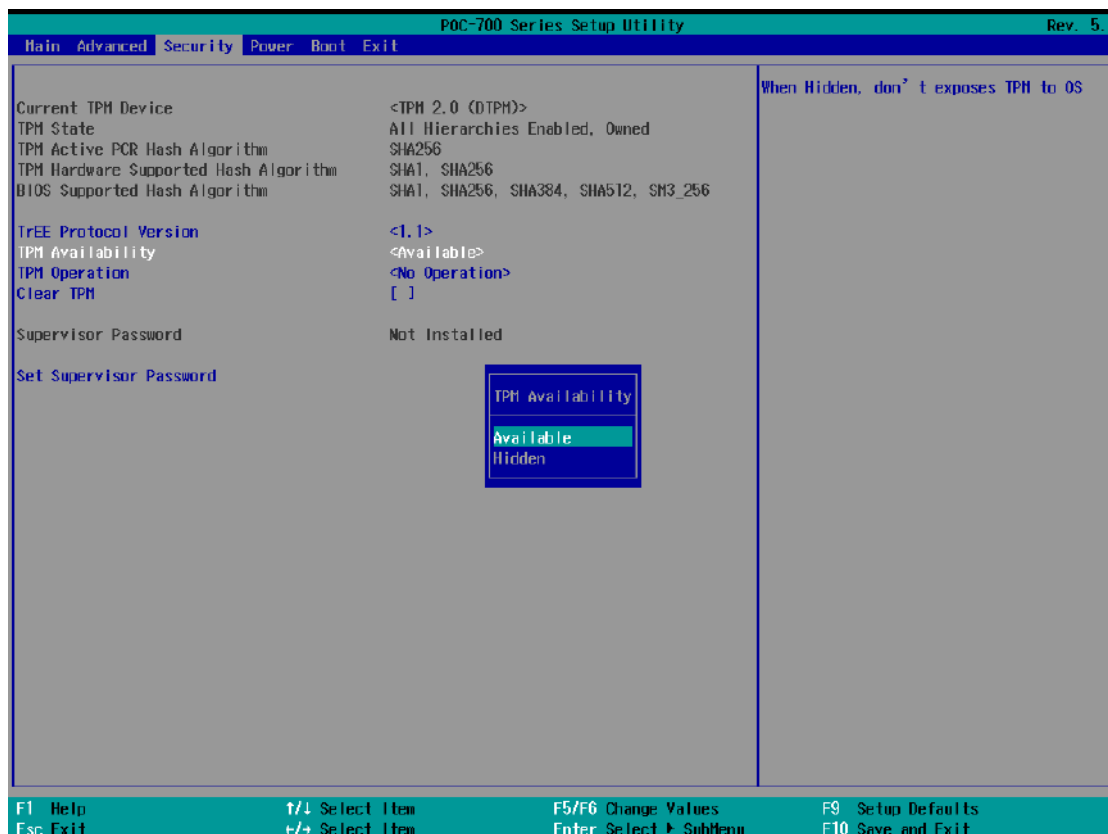 POC-700 Series Setup Utility Rev. 5.
Main Advanced Security Power Boot Exit
When Hidden, don't exposes TPM to OS
Current TPM Device <TPM 2.0 (DTPM)>
TPM State All Hierarchies Enabled, Owned
TPM Active PCR Hash Algorithm SHA256
TPM Hardware Supported Hash Algorithm SHA1, SHA256
BIOS Supported Hash Algorithm SHA1, SHA256, SHA384, SHA512, SM3_256
TrEE Protocol Version <1.1>
TPM Availability <Available>
TPM Operation <No Operation>
Clear TPM [ ]
Supervisor Password Not Installed
Set Supervisor Password
TPM Availability
Available
Hidden
F1 Help ↑/↓ Select Item F5/F6 Change Values F9 Setup Defaults
Esc Exit ←/→ Select Item Enter Select ▶ SubMenu F10 Save and Exit